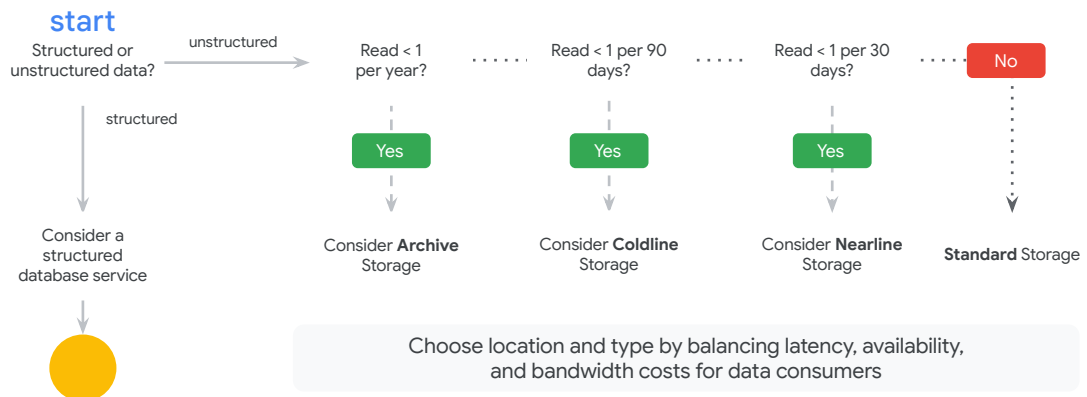 start
Structured or
unstructured data?
unstructured
structured
Consider a
structured
database service
Read < 1
per year?
Yes
Consider Archive
Storage
Read < 1 per 90
days?
Yes
Consider Coldline
Storage
Read < 1 per 30
days?
Yes
Consider Nearline
Storage
No
Standard Storage
Choose location and type by balancing latency, availability,
and bandwidth costs for data consumers